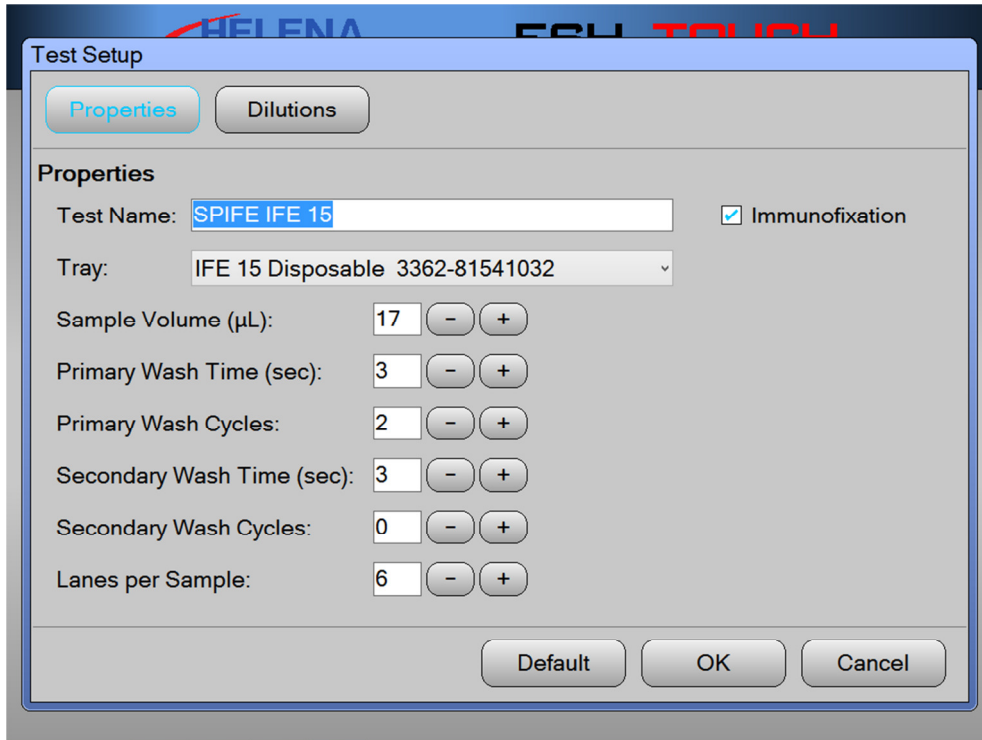 HELENA TOUCH
Test Setup
Properties Dilutions
Properties
Test Name: SPIFE IFE 15 Immunofixation
Tray: IFE 15 Disposable 3362-81541032
Sample Volume (µL): 17 - +
Primary Wash Time (sec): 3 - +
Primary Wash Cycles: 2 - +
Secondary Wash Time (sec): 3 - +
Secondary Wash Cycles: 0 - +
Lanes per Sample: 6 - +
Default OK Cancel